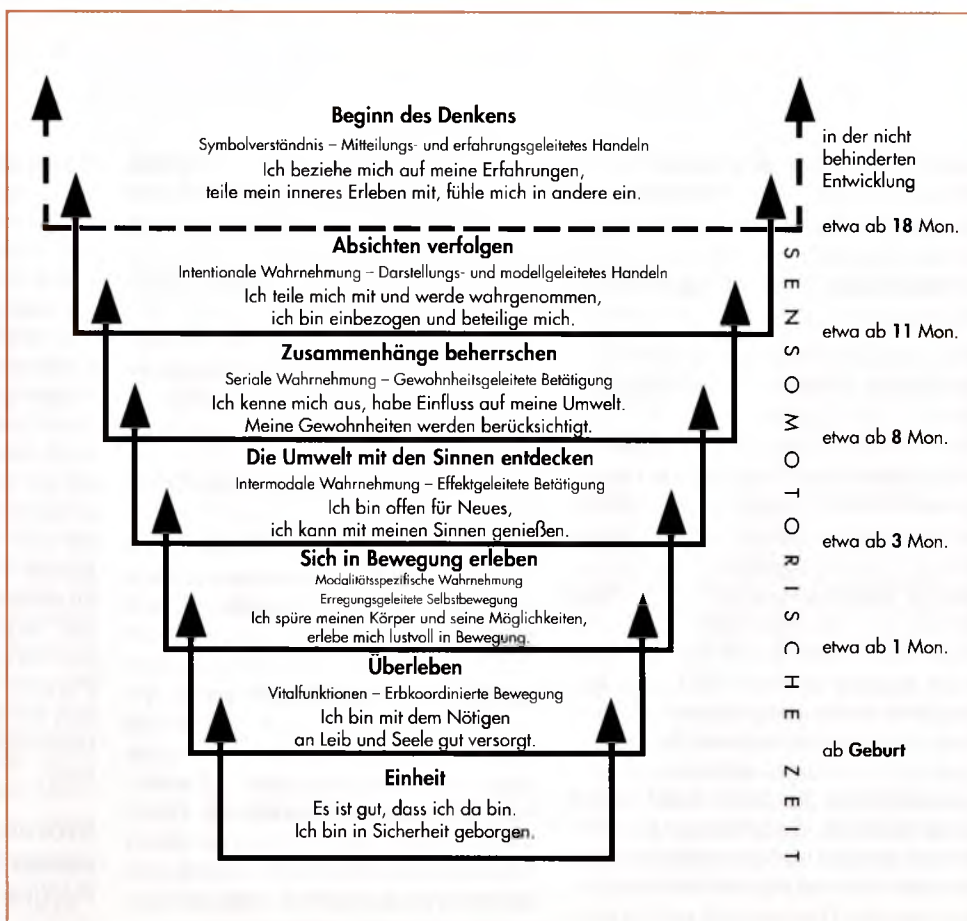 Beginn des Denkens
Symbolverständnis – Mitteilungs- und erfahrungsgeleitetes Handeln
Ich beziehe mich auf meine Erfahrungen,
teile mein inneres Erleben mit, fühle mich in andere ein.
in der nicht
behinderten
Entwicklung
etwa ab 18 Mon.
Absichten verfolgen
Intentionale Wahrnehmung – Darstellungs- und modellgeleitetes Handeln
Ich teile mich mit und werde wahrgenommen,
ich bin einbezogen und beteilige mich.
etwa ab 11 Mon.
Zusammenhänge beherrschen
Seriale Wahrnehmung – Gewohnheitsgeleitete Betätigung
Ich kenne mich aus, habe Einfluss auf meine Umwelt.
Meine Gewohnheiten werden berücksichtigt.
etwa ab 8 Mon.
Die Umwelt mit den Sinnen entdecken
Intermodale Wahrnehmung – Effektgeleitete Betätigung
Ich bin offen für Neues,
ich kann mit meinen Sinnen genießen.
etwa ab 3 Mon.
Sich in Bewegung erleben
Modalitätsspezifische Wahrnehmung
Erregungsgeleitete Selbstbewegung
Ich spüre meinen Körper und seine Möglichkeiten,
erlebe mich lustvoll in Bewegung.
etwa ab 1 Mon.
Überleben
Vitalfunktionen – Erbkoordinierte Bewegung
Ich bin mit dem Nötigen
an Leib und Seele gut versorgt.
ab Geburt
Einheit
Es ist gut, dass ich da bin.
Ich bin in Sicherheit geborgen.
SENSOMOTORISCHE ZEIT